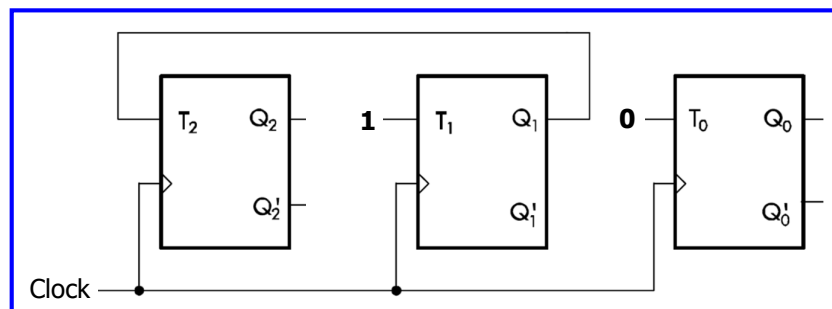 T₂ Q₂ 1 T₁ Q₁ 0 T₀ Q₀
Q₂' Q₁' Q₀'
Clock